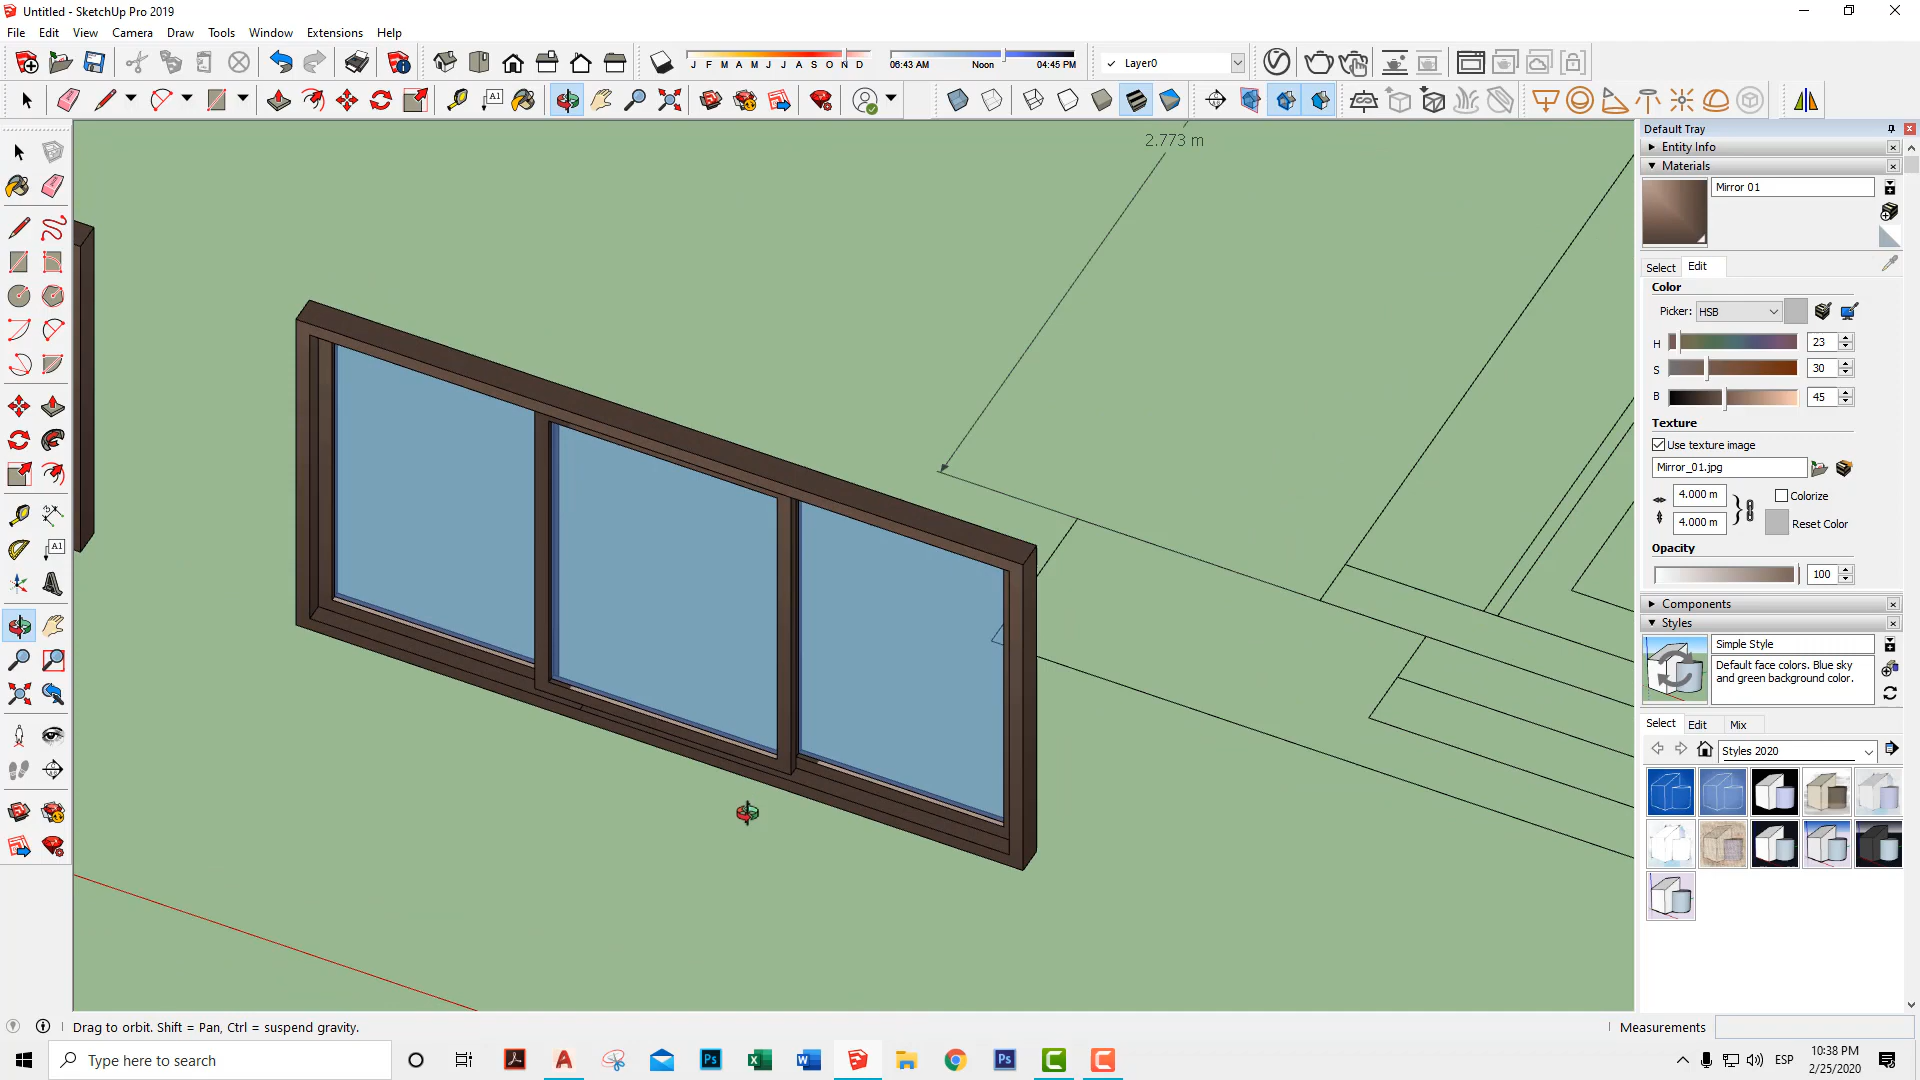 Untitled - SketchUp Pro 2019
File Edit View Camera Draw Tools Window Extensions Help
J F M A M J J A S O N D
06:43 AM Noon 04:45 PM
✓ Layer0
A1
2.773 m
A1
Default Tray
Entity Info
Materials
Mirror 01
Select Edit
Color
Picker: HSB
H 23
S 30
B 45
Texture
Use texture image
Mirror_01.jpg
4.000 m
Colorize
4.000 m
Reset Color
Opacity
100
Components
Styles
Simple Style
Default face colors. Blue sky
and green background color.
Select Edit Mix
Styles 2020
Drag to orbit. Shift = Pan, Ctrl = suspend gravity.
Measurements
Type here to search
Ps
Ps
ESP
10:38 PM
2/25/2020